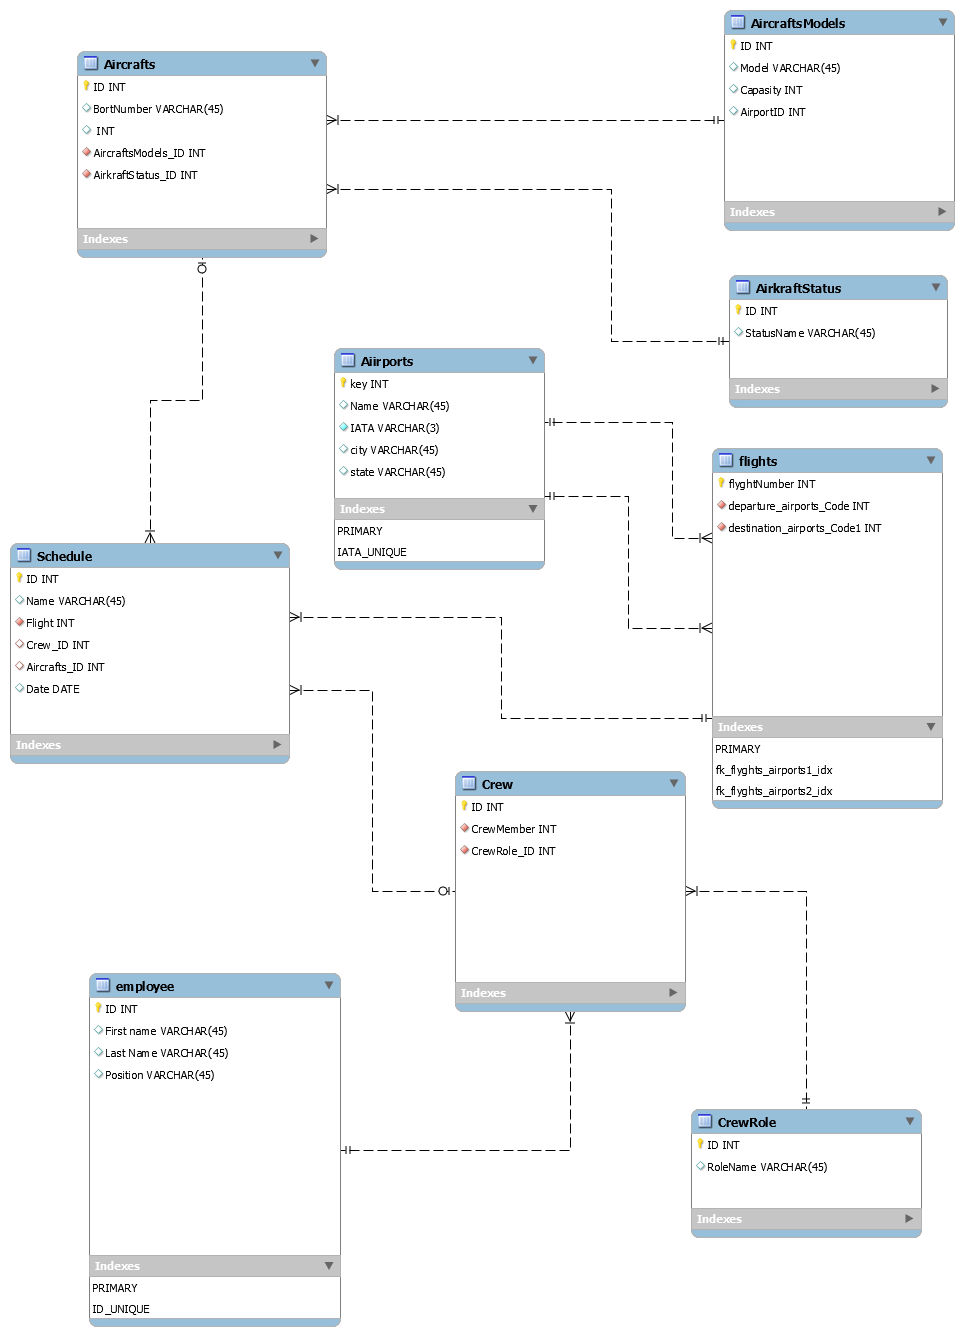 AircraftsModels
ID INT
Model VARCHAR(45)
Capasity INT
AirportID INT
Indexes
Aircrafts
ID INT
BortNumber VARCHAR(45)
INT
AircraftsModels_ID INT
AirkraftStatus_ID INT
Indexes
AirkraftStatus
ID INT
StatusName VARCHAR(45)
Indexes
Aiirports
key INT
Name VARCHAR(45)
IATA VARCHAR(3)
city VARCHAR(45)
state VARCHAR(45)
Indexes
PRIMARY
IATA_UNIQUE
flights
flyghtNumber INT
departure_airports_Code INT
destination_airports_Code1 INT
Indexes
PRIMARY
fk_flyghts_airports1_idx
fk_flyghts_airports2_idx
Schedule
ID INT
Name VARCHAR(45)
Flight INT
Crew_ID INT
Aircrafts_ID INT
Date DATE
Indexes
Crew
ID INT
CrewMember INT
CrewRole_ID INT
Indexes
employee
ID INT
First name VARCHAR(45)
Last Name VARCHAR(45)
Position VARCHAR(45)
Indexes
PRIMARY
ID_UNIQUE
CrewRole
ID INT
RoleName VARCHAR(45)
Indexes